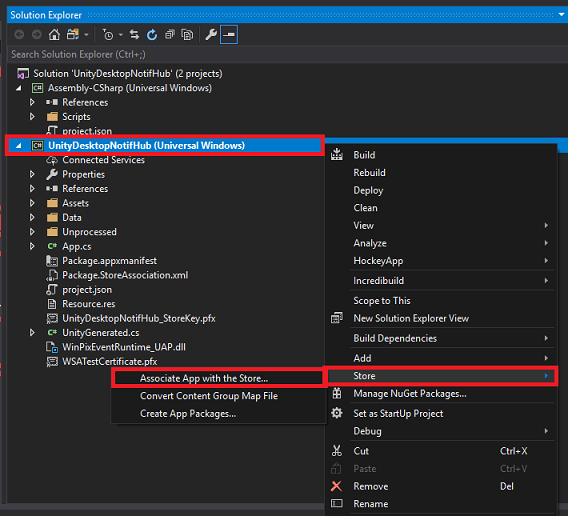 Solution Explorer
Search Solution Explorer (Ctrl+;)
Solution 'UnityDesktopNotifHub' (2 projects)
C# Assembly-CSharp (Universal Windows)
References
Scripts
project.json
C# UnityDesktopNotifHub (Universal Windows)
Connected Services
Properties
References
Assets
Data
Unprocessed
C# App.cs
Package.appxmanifest
Package.StoreAssociation.xml
project.json
Resource.res
UnityDesktopNotifHub_StoreKey.pfx
C# UnityGenerated.cs
WinPixEventRuntime_UAP.dll
WSATestCertificate.pfx
Build
Rebuild
Deploy
Clean
View
Analyze
HockeyApp
Incredibuild
Scope to This
New Solution Explorer View
Build Dependencies
Add
Store
Manage NuGet Packages...
Set as StartUp Project
Debug
Cut Ctrl+X
Paste Ctrl+V
Remove Del
Rename
Associate App with the Store...
Convert Content Group Map File
Create App Packages...